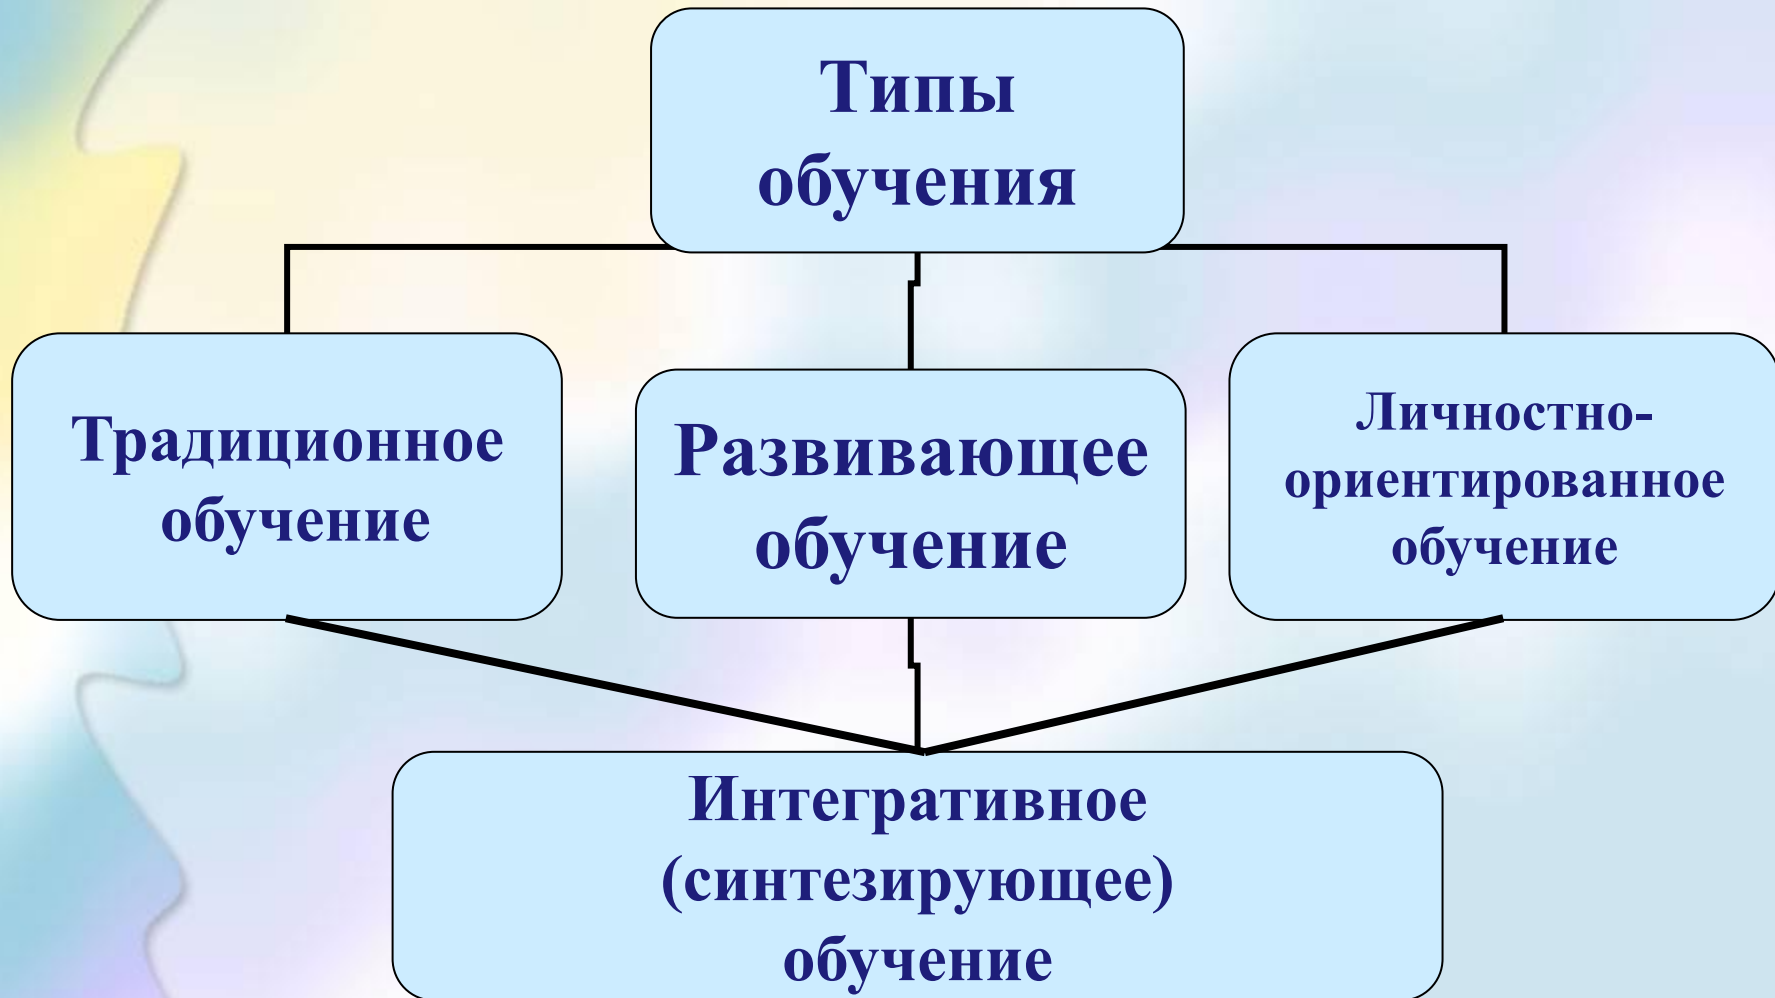 Типы
обучения
Традиционное
обучение
Развивающее
обучение
Личностно-
ориентированное
обучение
Интегративное
(синтезирующее)
обучение